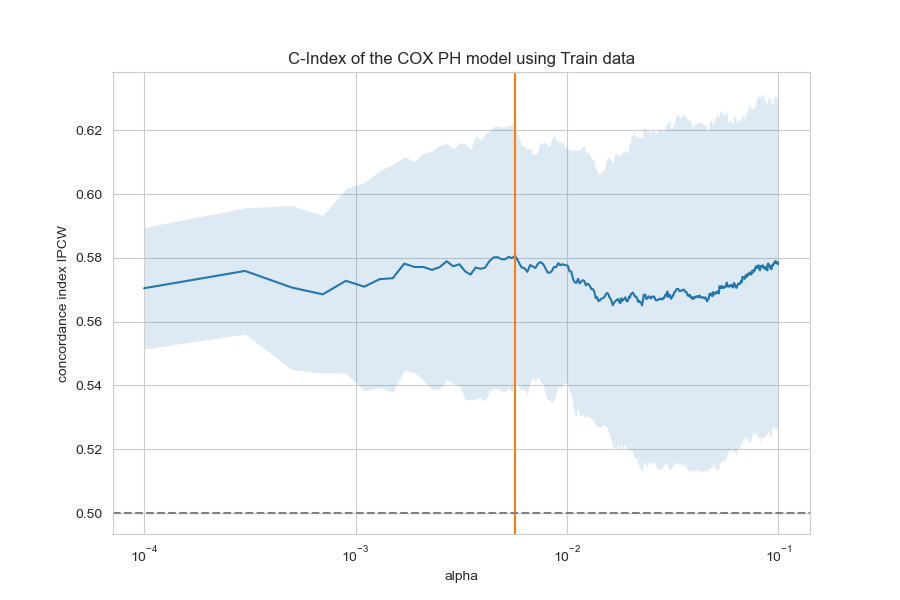 C-Index of the COX PH model using Train data
concordance index IPCW
0.62
0.60
0.58
0.56
0.54
0.52
0.50
10⁻⁴ 10⁻³ 10⁻² 10⁻¹
alpha